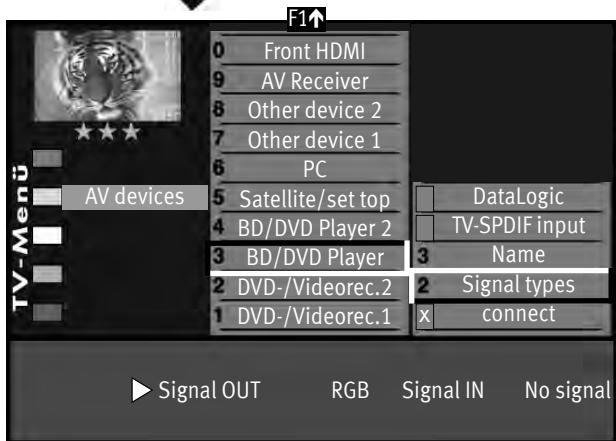 F1↑
★★★
TV-Menü
AV devices
0 Front HDMI
9 AV Receiver
8 Other device 2
7 Other device 1
6 PC
5 Satellite/set top
4 BD/DVD Player 2
3 BD/DVD Player
2 DVD-/Videorec.2
1 DVD-/Videorec.1
DataLogic
TV-SPDIF input
3 Name
2 Signal types
x connect
Signal OUT RGB Signal IN No signal